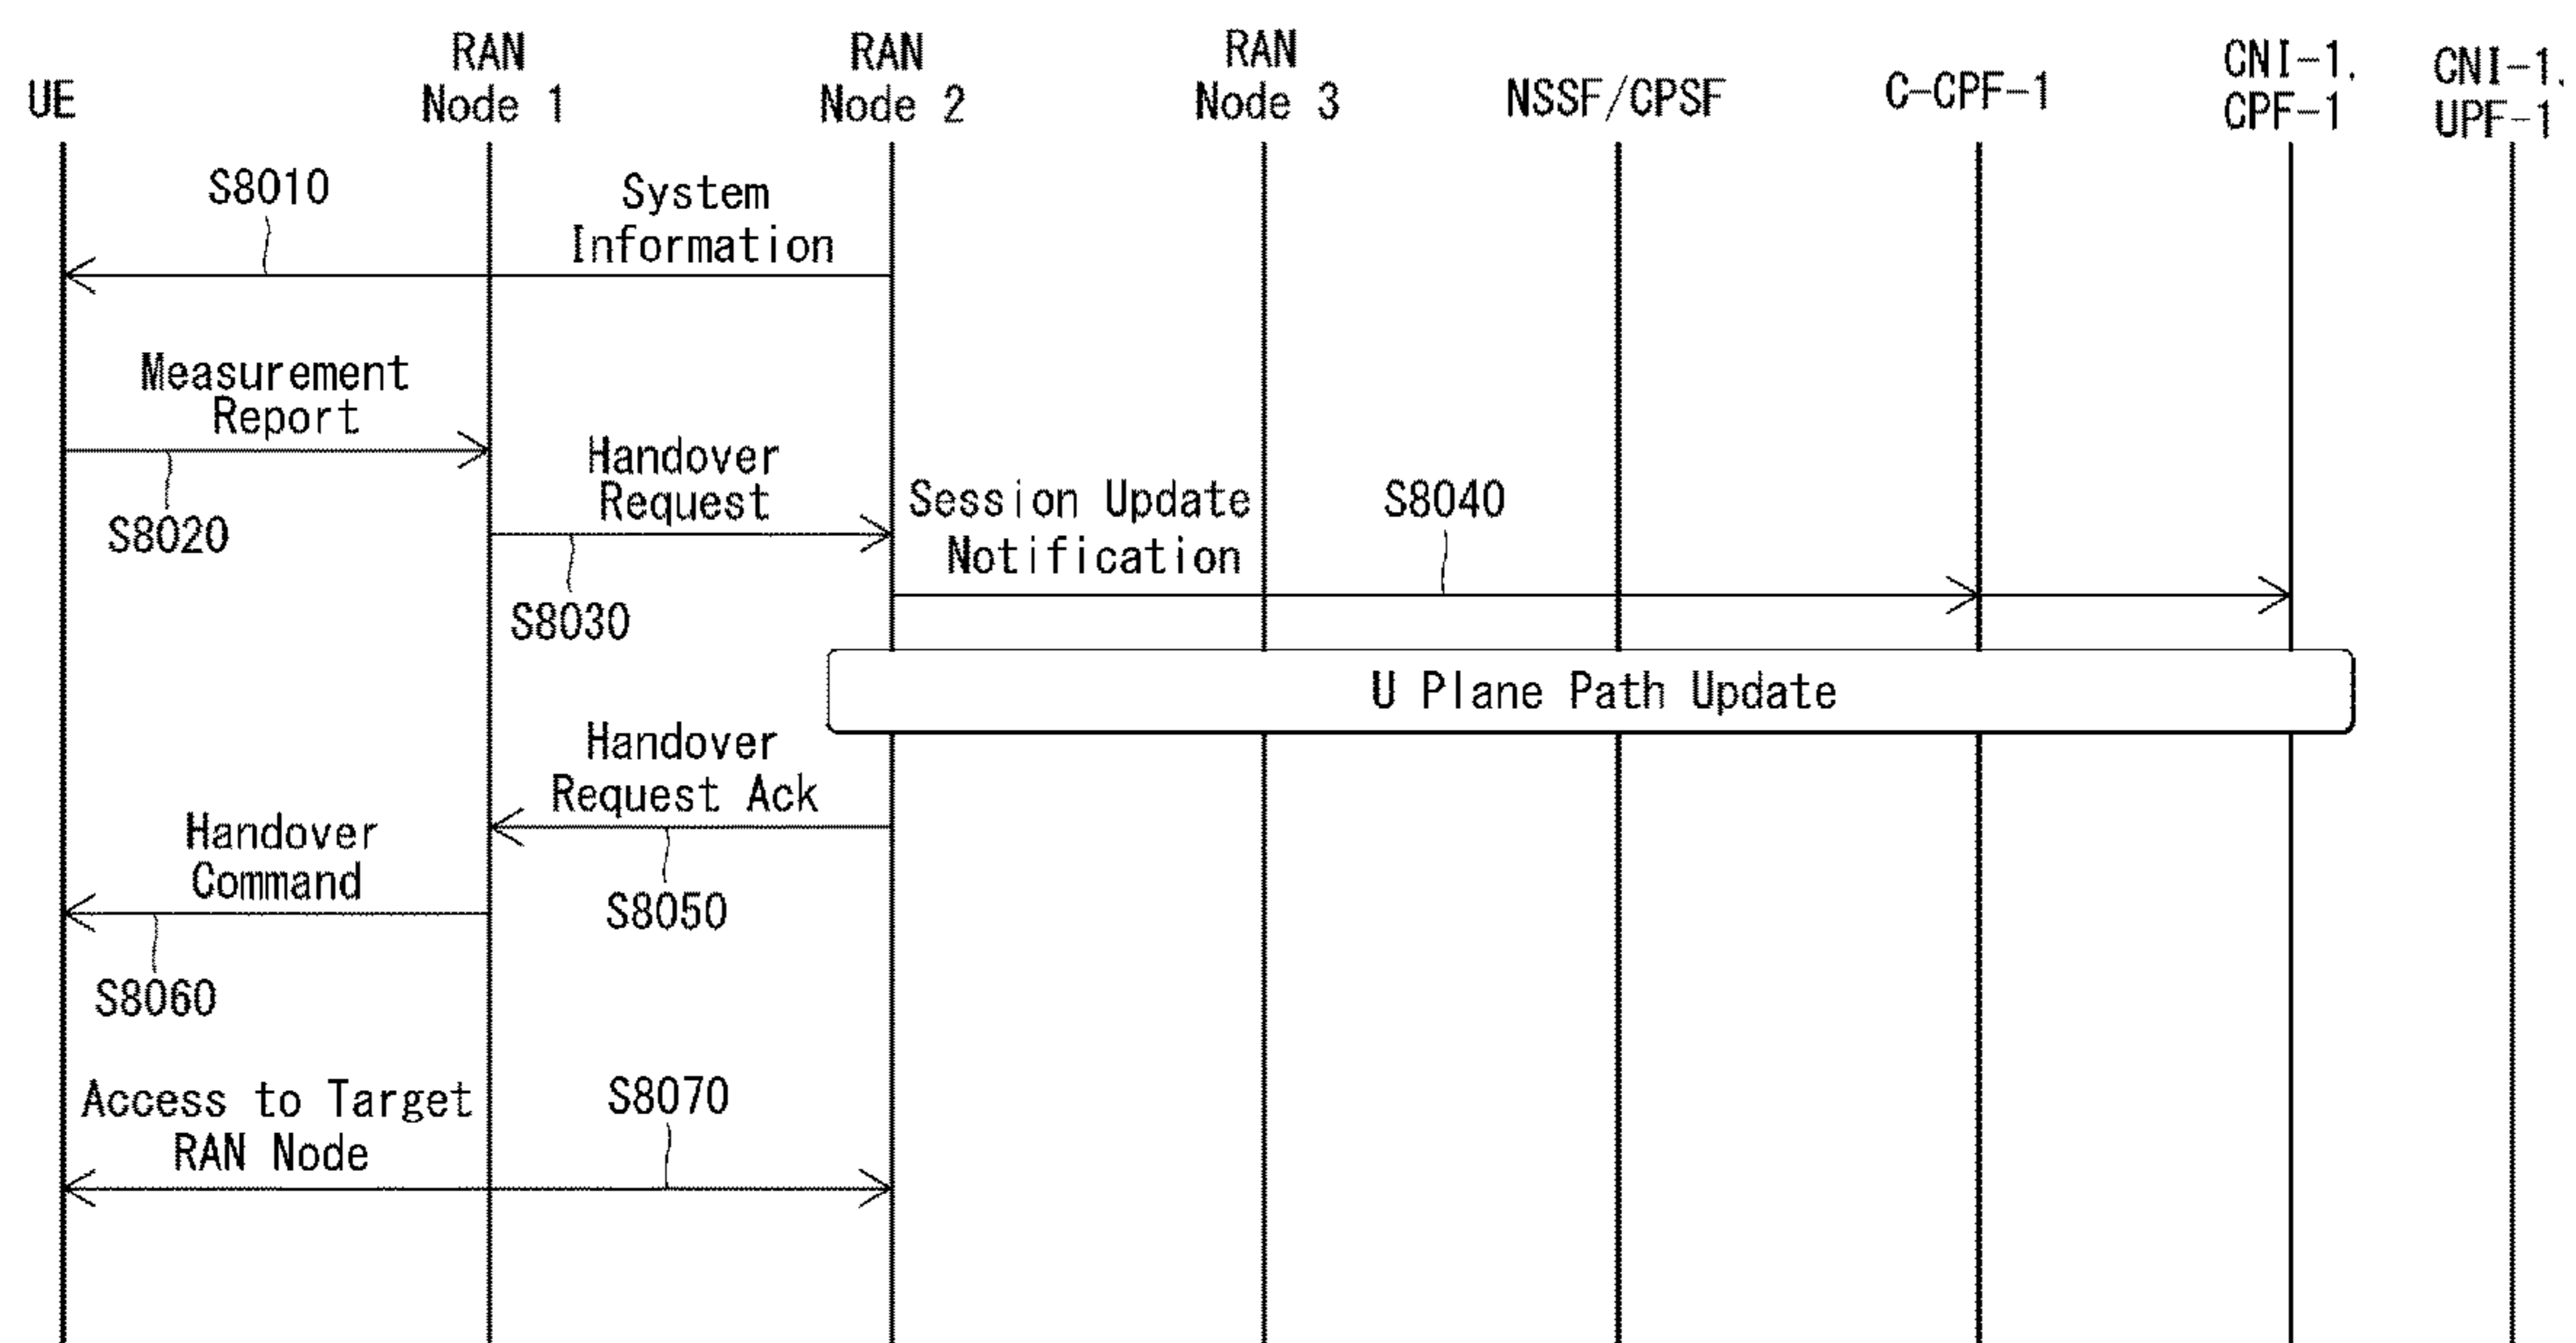 UE
RAN
Node 1
RAN
Node 2
RAN
Node 3
NSSF/CPSF
C-CPF-1
CNI-1.
CPF-1
CNI-1.
UPF-1
S8010
System
Information
Measurement
Report
S8020
Handover
Request
S8030
Session Update
Notification
S8040
U Plane Path Update
Handover
Request Ack
S8050
Handover
Command
S8060
Access to Target
RAN Node
S8070